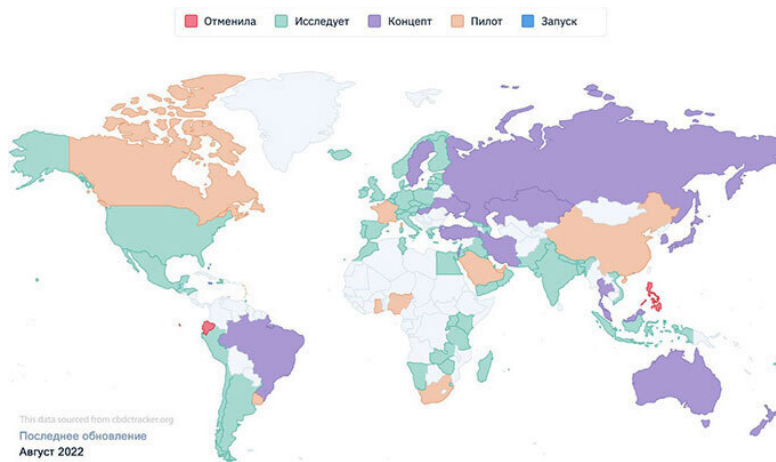 Отменила Исследует Концепт Пилот Запуск
This data sourced from cbdctracker.org
Последнее обновление
Август 2022